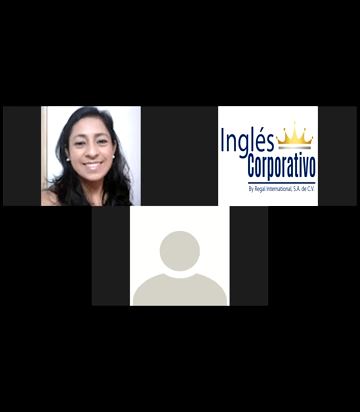 Inglés
Corporativo
By Regal International, S.A. de C.V.